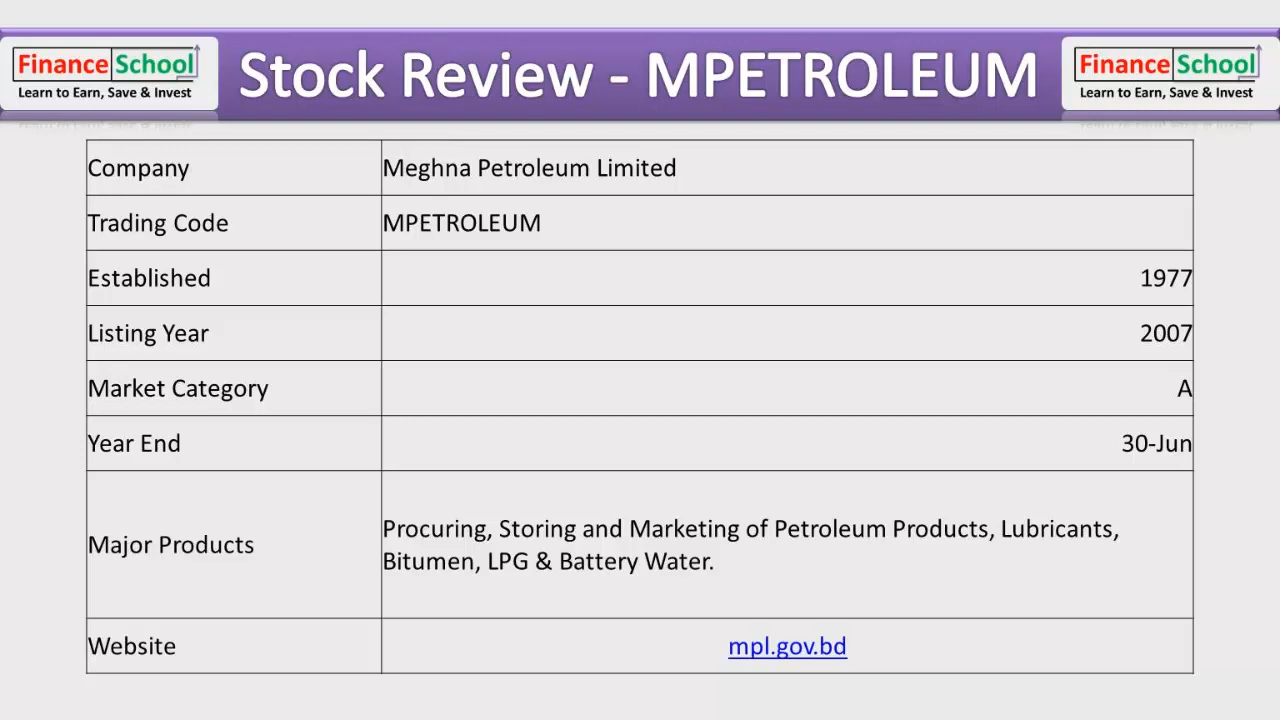 Finance School
Learn to Earn, Save & Invest
Stock Review - MPETROLEUM
Finance School
Learn to Earn, Save & Invest
Company Meghna Petroleum Limited
Trading Code MPETROLEUM
Established 1977
Listing Year 2007
Market Category A
Year End 30-Jun
Major Products Procuring, Storing and Marketing of Petroleum Products, Lubricants,
Bitumen, LPG & Battery Water.
Website mpl.gov.bd